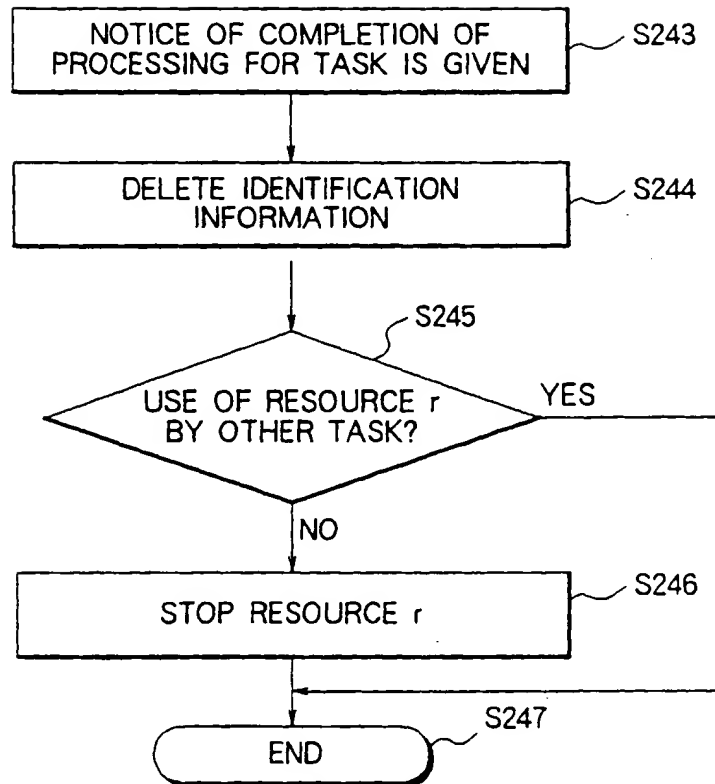 NOTICE OF COMPLETION OF
PROCESSING FOR TASK IS GIVEN
S243
DELETE IDENTIFICATION
INFORMATION
S244
S245
USE OF RESOURCE r
BY OTHER TASK?
YES
NO
STOP RESOURCE r
S246
END
S247